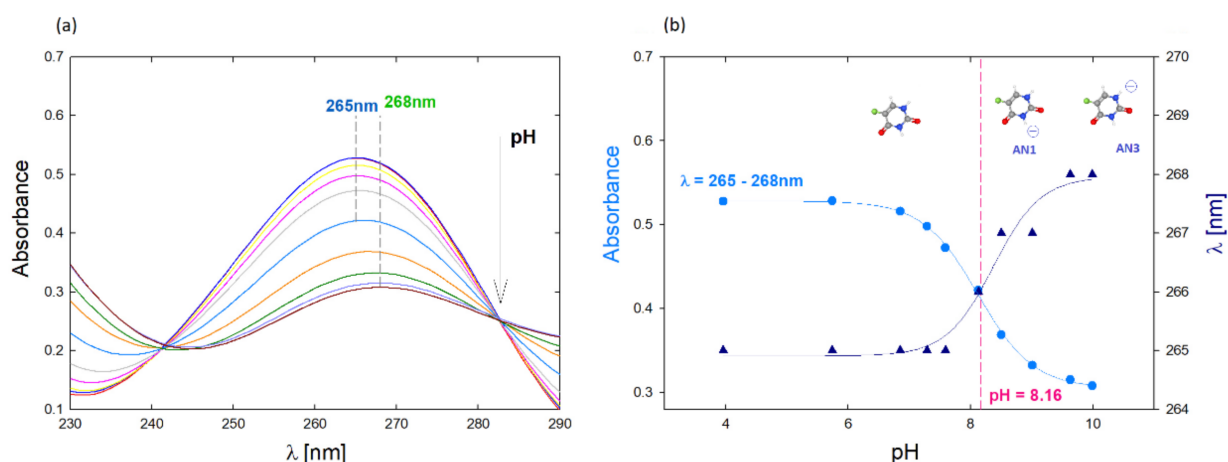 (a)
0.7
0.6
0.5
0.4
0.3
0.2
0.1
Absorbance
265nm
268nm
pH
230 240 250 260 270 280 290
λ [nm]
(b)
0.7
0.6
0.5
0.4
0.3
Absorbance
λ = 265 - 268nm
AN1
AN3
pH = 8.16
4 6 8 10
pH
270
269
268
267
266
265
264
λ [nm]